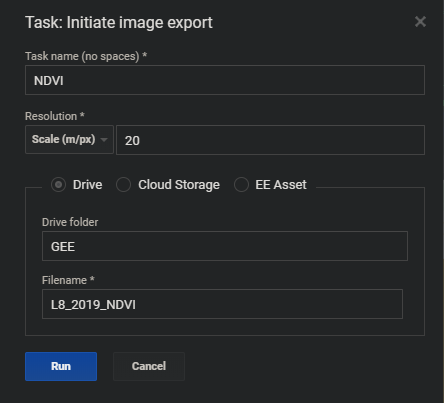 Task: Initiate image export
Task name (no spaces) *
NDVI
Resolution *
Scale (m/px) 20
Drive Cloud Storage EE Asset
Drive folder
GEE
Filename *
L8_2019_NDVI
Run Cancel